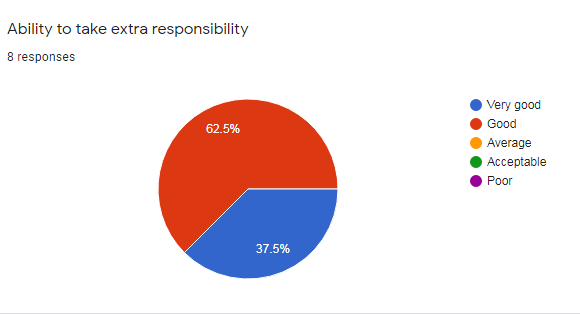 Ability to take extra responsibility
8 responses
62.5%
37.5%
Very good
Good
Average
Acceptable
Poor